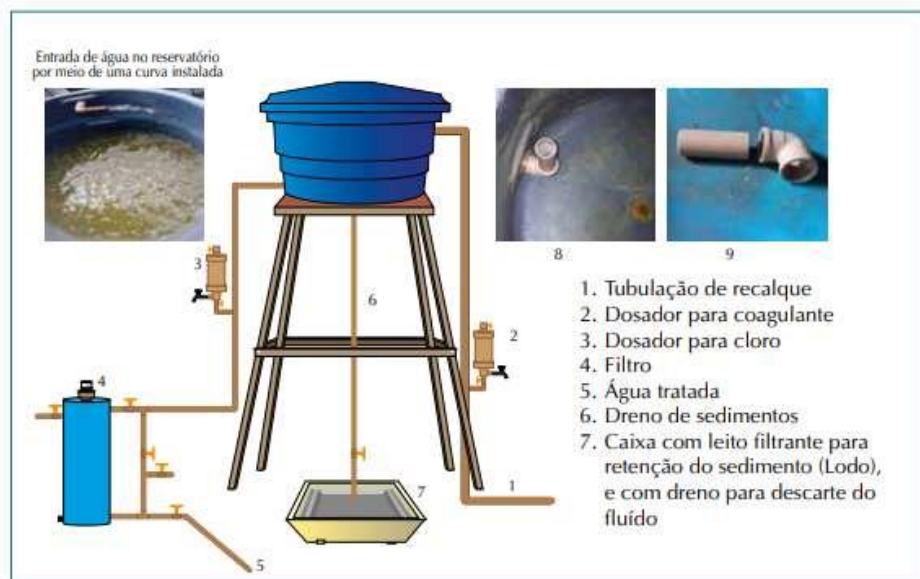 Entrada de água no reservatório
por meio de uma curva instalada
3
6
2
4
7
1
5
8
9
1. Tubulação de recalque
2. Dosador para coagulante
3. Dosador para cloro
4. Filtro
5. Água tratada
6. Dreno de sedimentos
7. Caixa com leito filtrante para
retenção do sedimento (Lodo),
e com dreno para descarte do
fluído